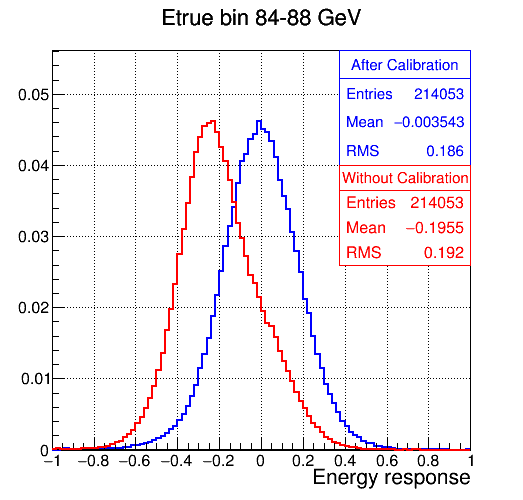 Etrue bin 84-88 GeV
After Calibration
Entries 214053
Mean −0.003543
RMS 0.186
Without Calibration
Entries 214053
Mean −0.1955
RMS 0.192
0.05
0.04
0.03
0.02
0.01
0
−1 −0.8 −0.6 −0.4 −0.2 0 0.2 0.4 0.6 0.8 1
Energy response